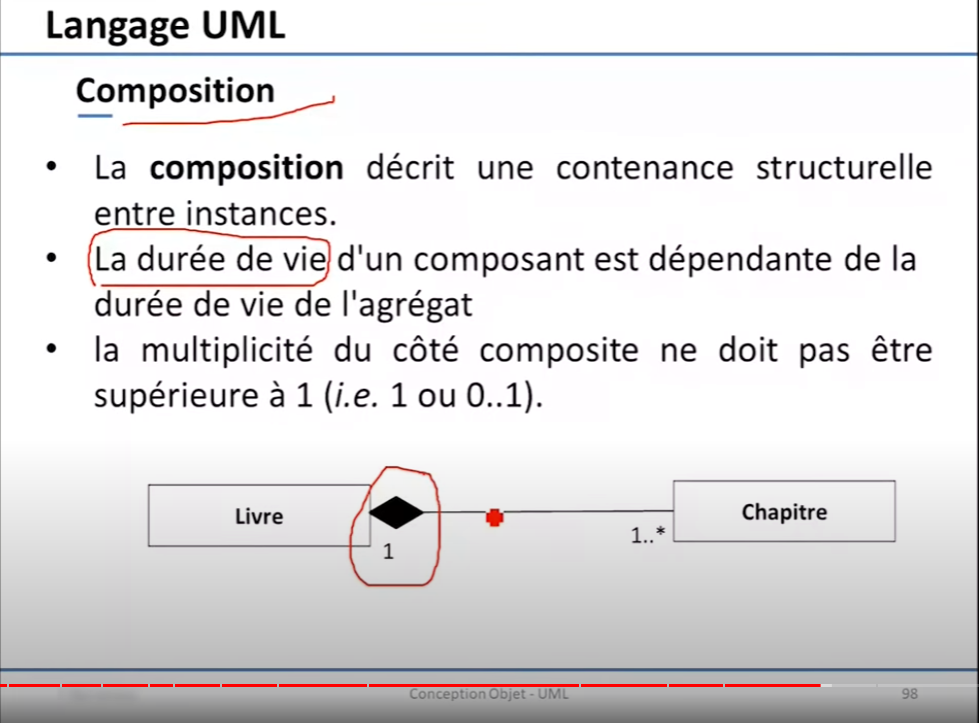 Langage UML
Composition
• La composition décrit une contenance structurelle
entre instances.
• La durée de vie d'un composant est dépendante de la
durée de vie de l'agrégat
• la multiplicité du côté composite ne doit pas être
supérieure à 1 (i.e. 1 ou 0..1).
Livre
1
1..*
Chapitre
Conception Objet - UML
98